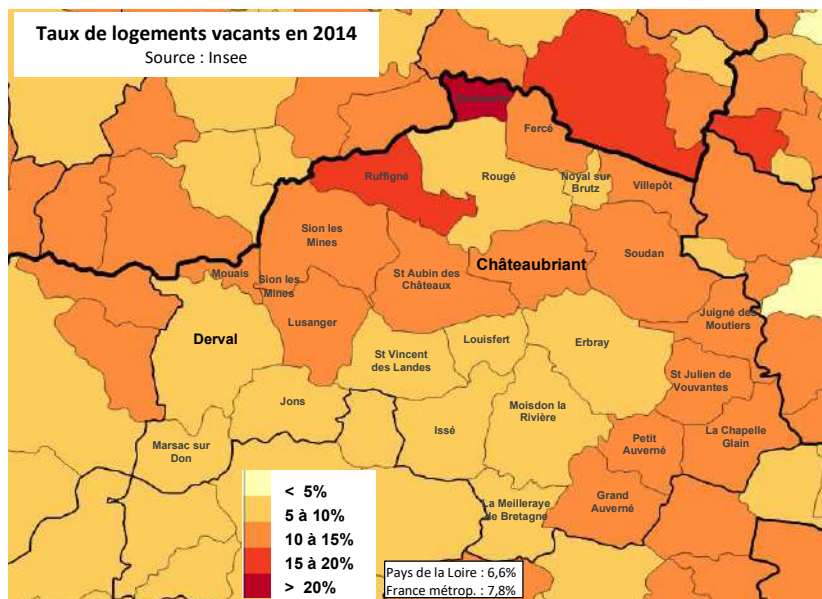 Taux de logements vacants en 2014
Source : Insee
Fercé
Ruffigné
Rougé
Noyal sur
Brutz
Villepôt
Sion les
Mines
Soudan
Châteaubriant
Mouais
Sion les
Mines
St Aubin des
Châteaux
Juigné des
Moutiers
Lusanger
Derval
Louisfert
Erbray
St Vincent
des Landes
St Julien de
Vouvantes
Jons
Moisdon la
Rivière
Issé
Petit
Auverné
La Chapelle
Glain
Marsac sur
Don
Grand
Auverné
La Meilleraye
de Bretagne
< 5%
5 à 10%
10 à 15%
15 à 20%
> 20%
Pays de la Loire : 6,6%
France métrop. : 7,8%